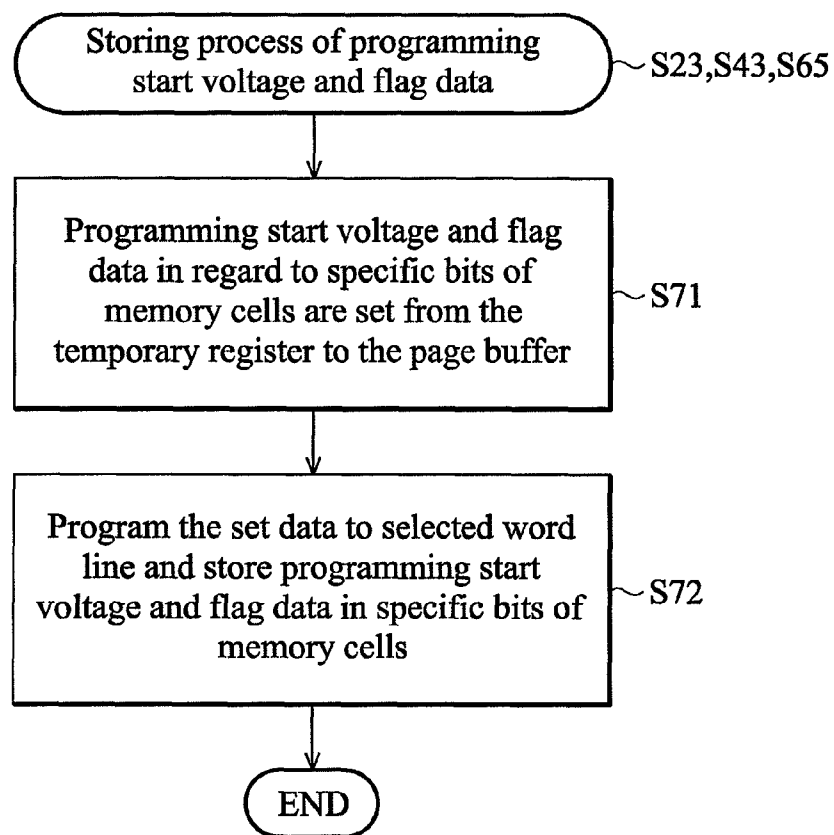 Storing process of programming
start voltage and flag data
S23,S43,S65
Programming start voltage and flag
data in regard to specific bits of
memory cells are set from the
temporary register to the page buffer
S71
Program the set data to selected word
line and store programming start
voltage and flag data in specific bits of
memory cells
S72
END